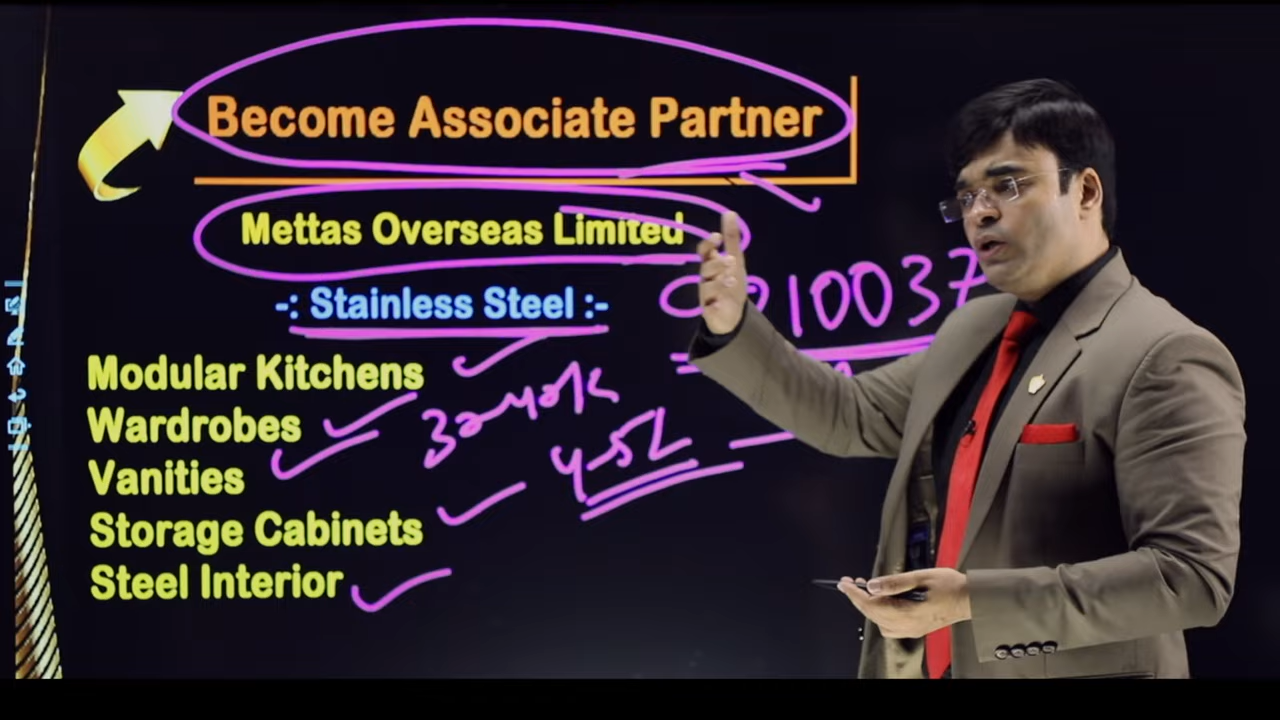 Become Associate Partner
Mettas Overseas Limited
-: Stainless Steel :-
Modular Kitchens
Wardrobes
Vanities
Storage Cabinets
Steel Interior